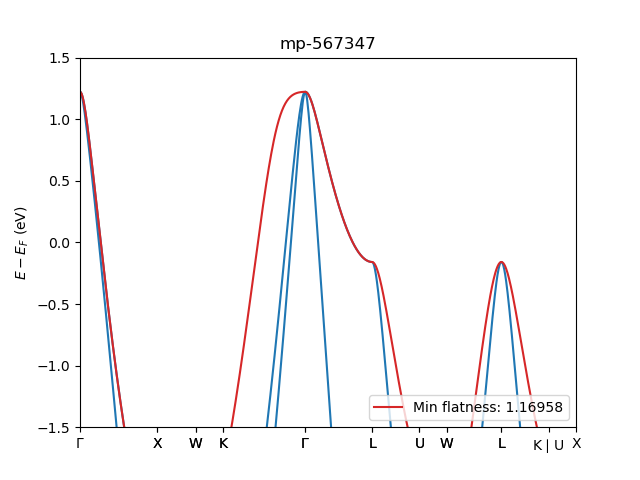 mp-567347
1.5
1.0
0.5
0.0
−0.5
−1.0
−1.5
E − E_F (eV)
Min flatness: 1.16958
Γ X W K Γ L U W L K | U X